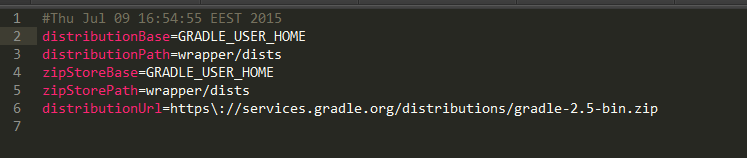 1 #Thu Jul 09 16:54:55 EEST 2015
2 distributionBase=GRADLE_USER_HOME
3 distributionPath=wrapper/dists
4 zipStoreBase=GRADLE_USER_HOME
5 zipStorePath=wrapper/dists
6 distributionUrl=https\://services.gradle.org/distributions/gradle-2.5-bin.zip
7